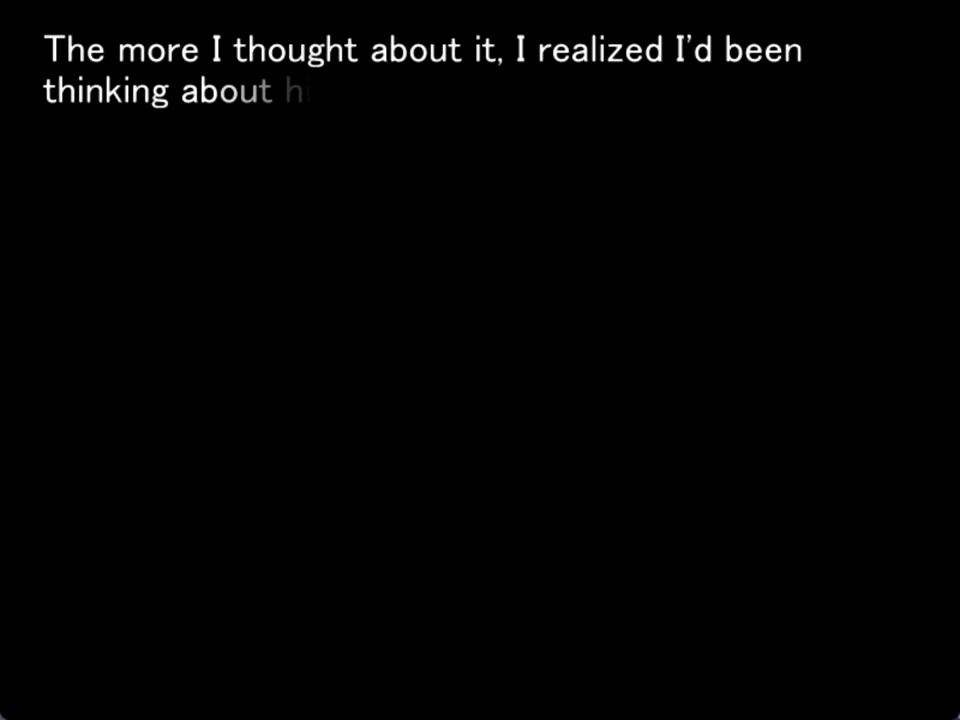 The more I thought about it, I realized I'd been
thinking about